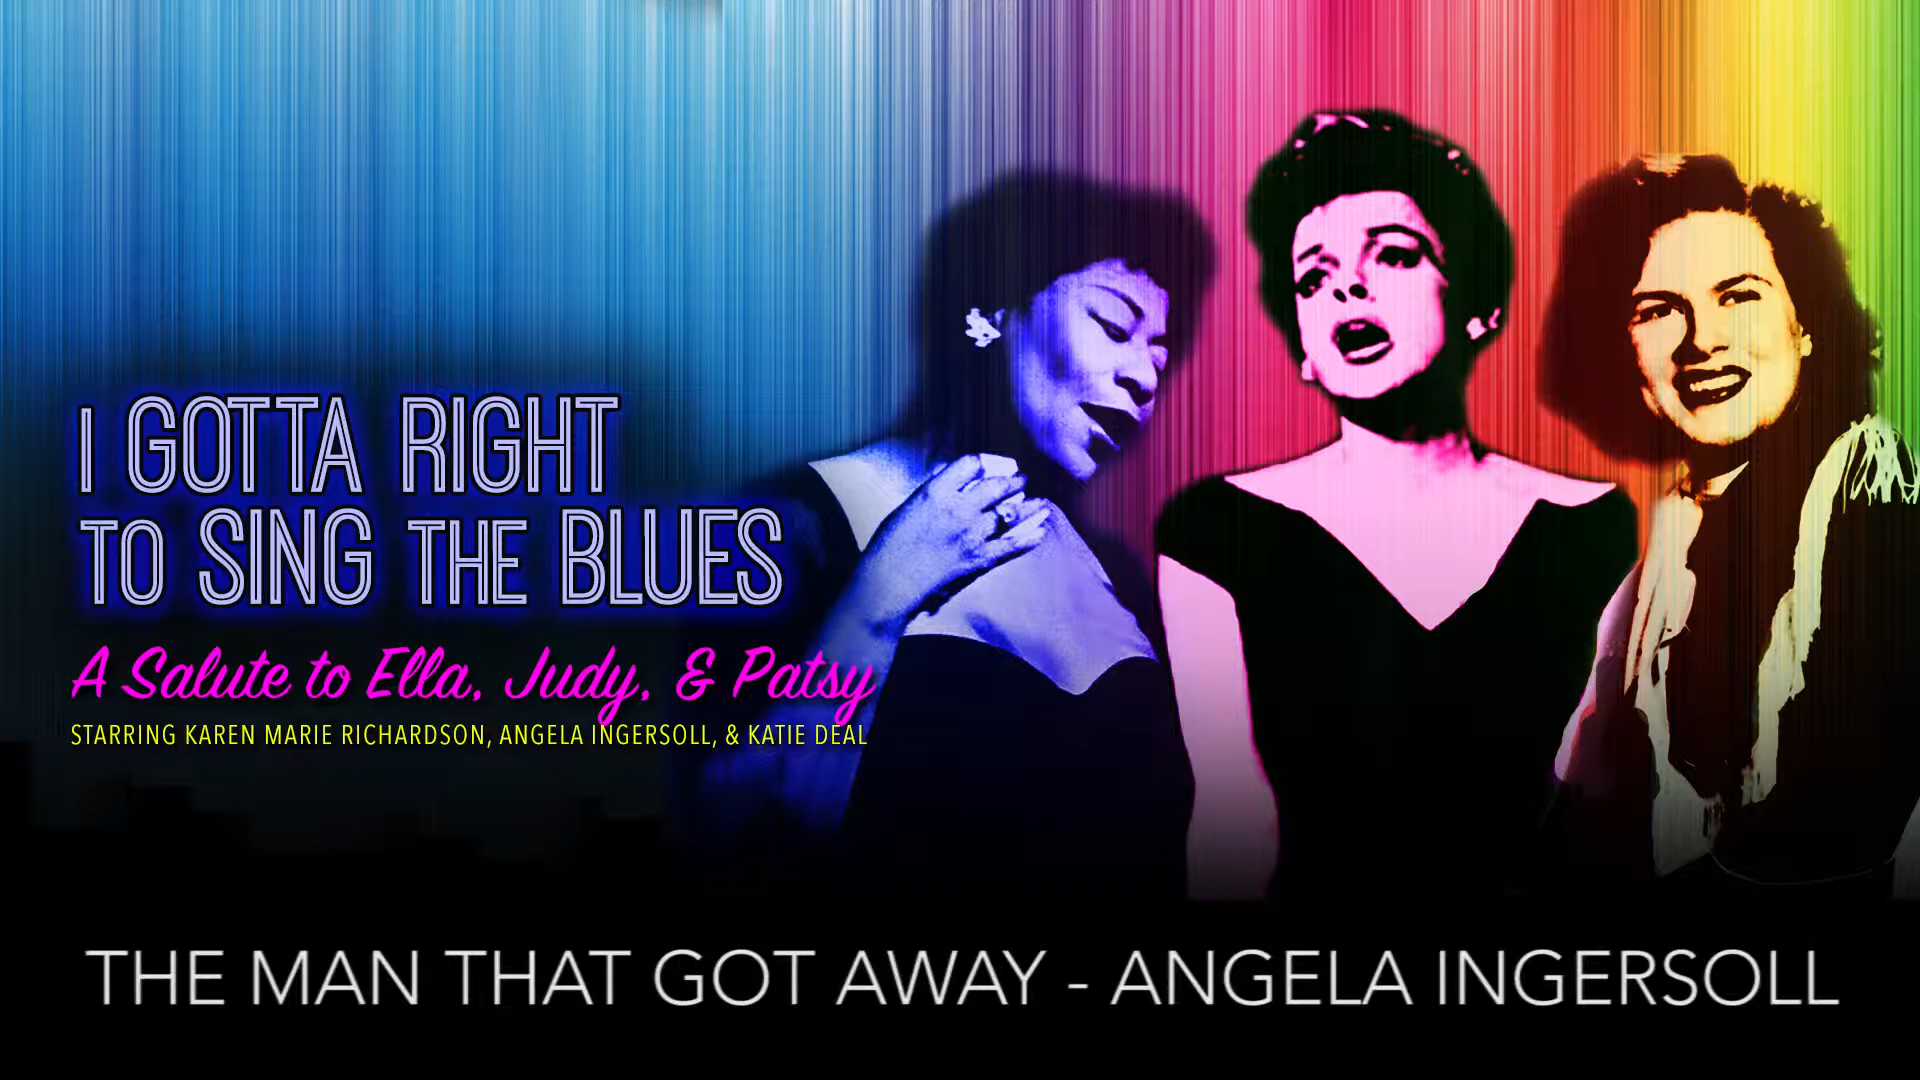 I GOTTA RIGHT
TO SING THE BLUES
A Salute to Ella, Judy, & Patsy
STARRING KAREN MARIE RICHARDSON, ANGELA INGERSOLL, & KATIE DEAL
THE MAN THAT GOT AWAY - ANGELA INGERSOLL